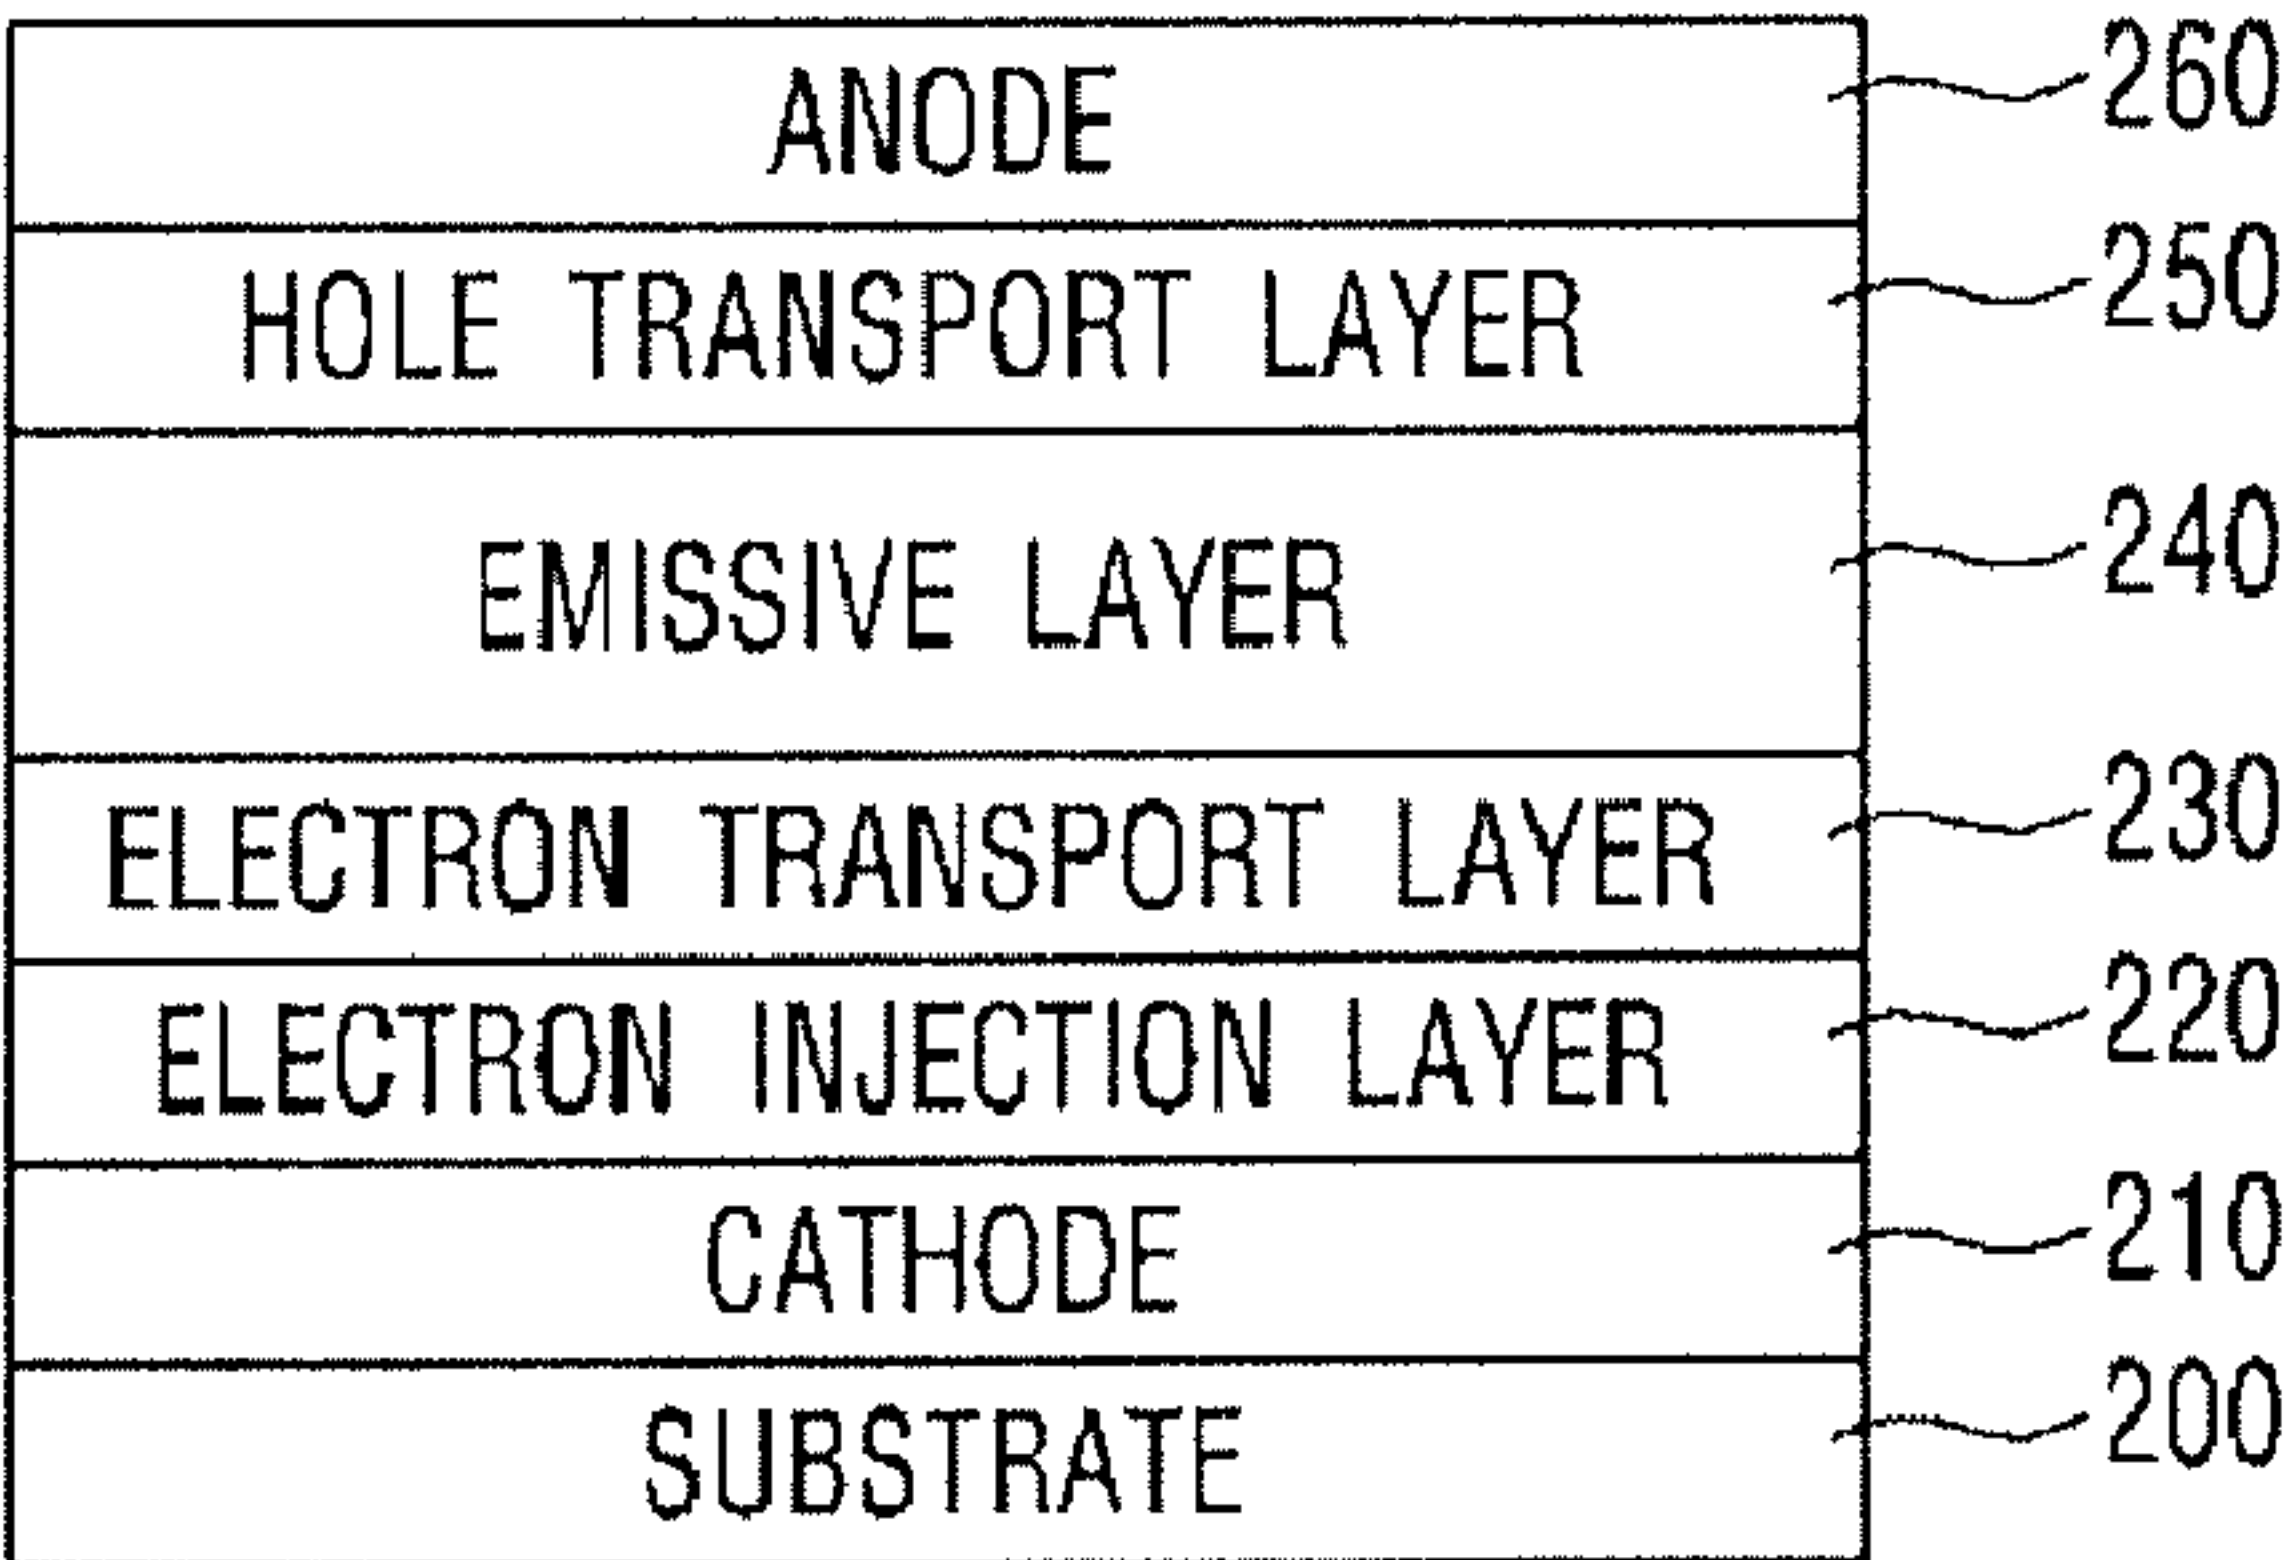 ANODE 260
HOLE TRANSPORT LAYER 250
EMISSIVE LAYER 240
ELECTRON TRANSPORT LAYER 230
ELECTRON INJECTION LAYER 220
CATHODE 210
SUBSTRATE 200